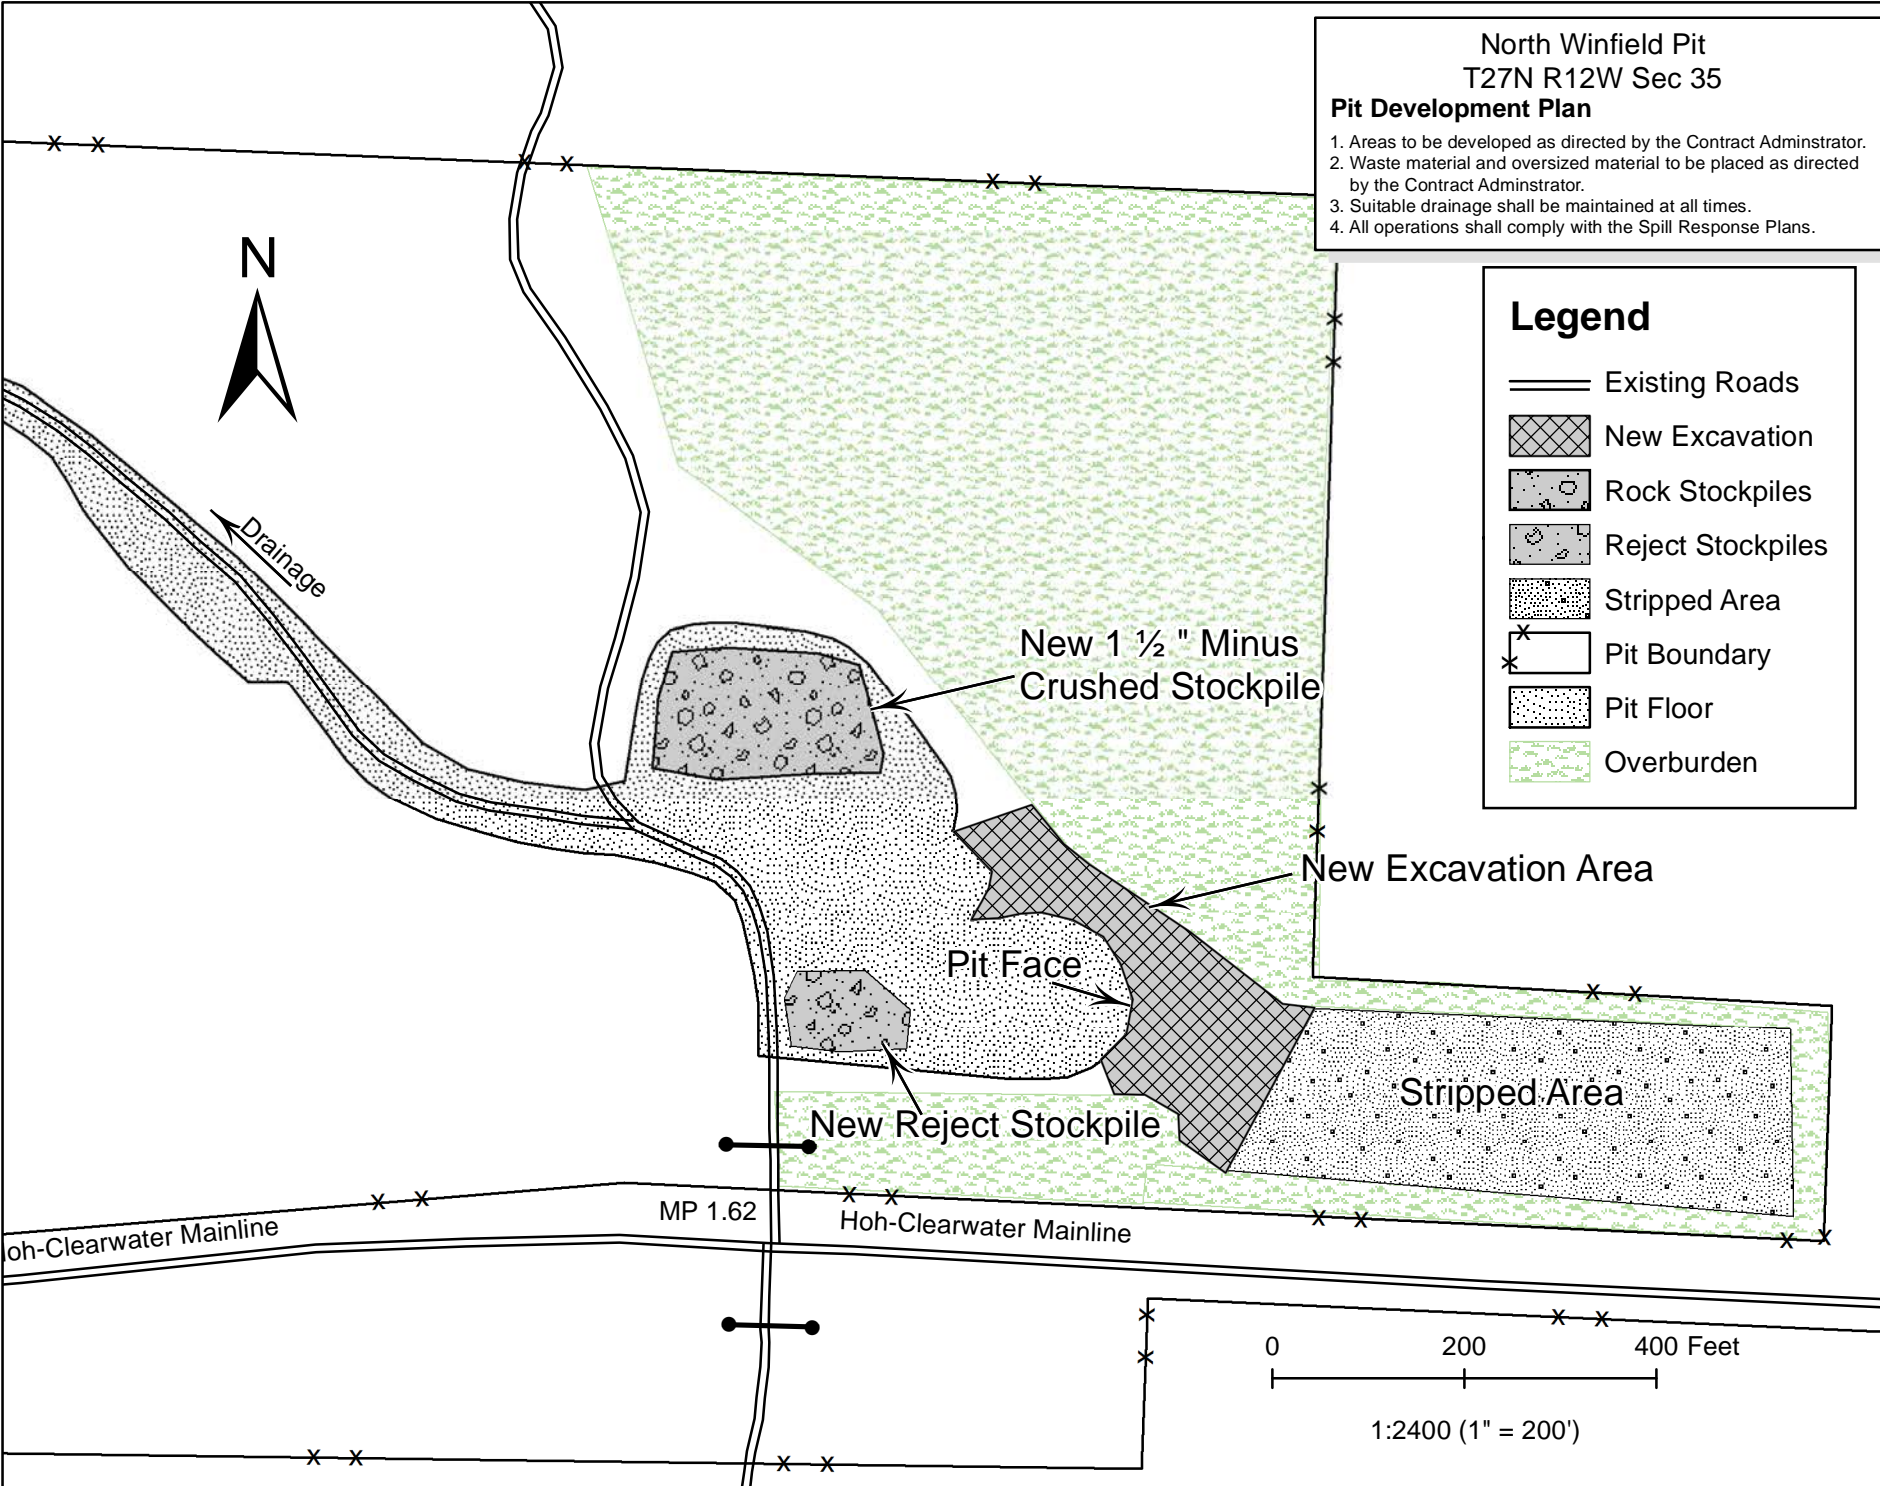 North Winfield Pit
T27N R12W Sec 35
Pit Development Plan
1. Areas to be developed as directed by the Contract Adminstrator.
2. Waste material and oversized material to be placed as directed
by the Contract Adminstrator.
3. Suitable drainage shall be maintained at all times.
4. All operations shall comply with the Spill Response Plans.
N
Legend
Existing Roads
New Excavation
Rock Stockpiles
Reject Stockpiles
Stripped Area
Pit Boundary
Pit Floor
Overburden
Drainage
New 1 ½ " Minus
Crushed Stockpile
New Excavation Area
Pit Face
Stripped Area
New Reject Stockpile
MP 1.62
oh-Clearwater Mainline
Hoh-Clearwater Mainline
0 200 400 Feet
1:2400 (1" = 200')